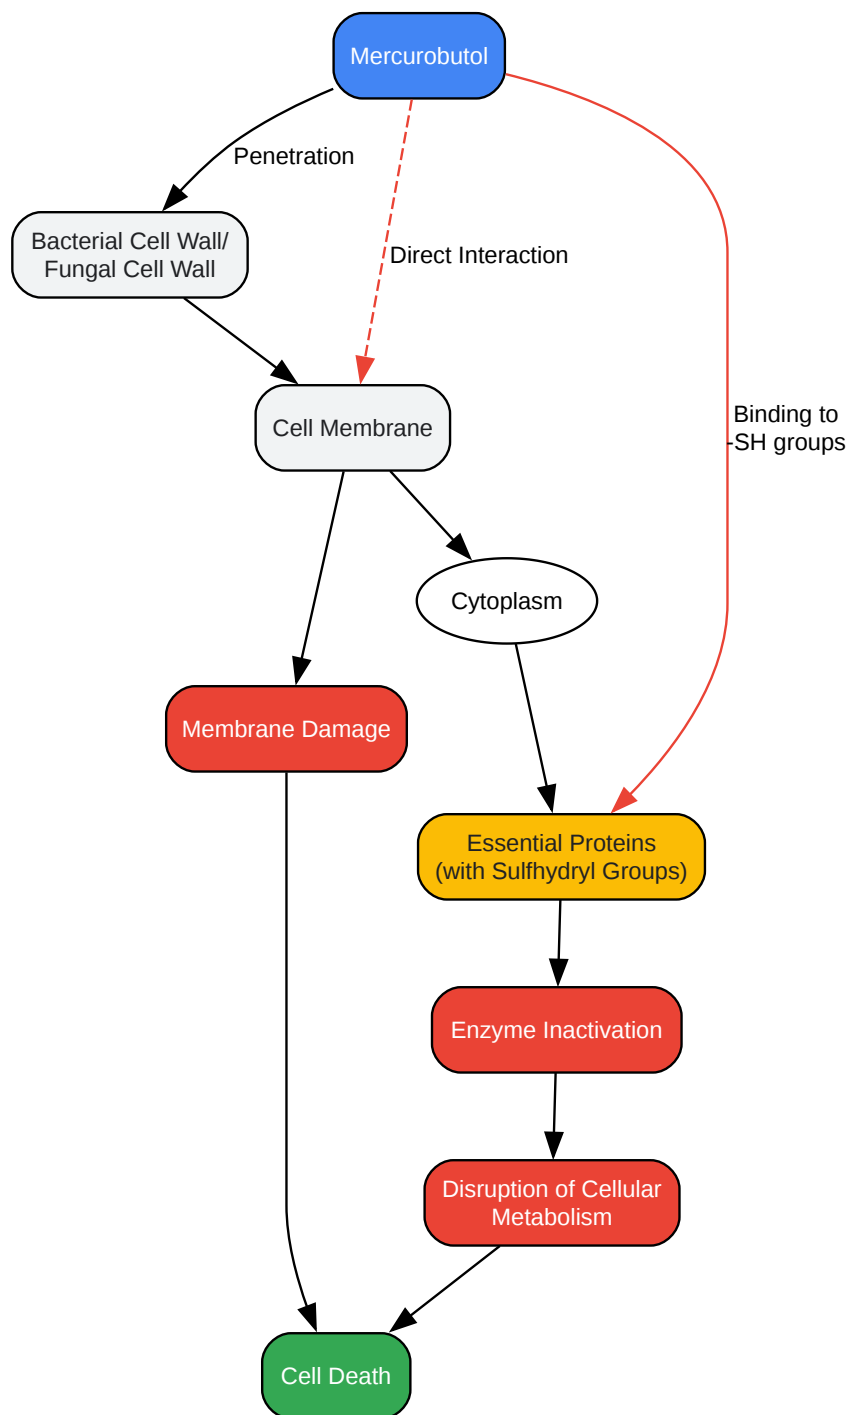 Mercurobutol
Penetration
Bacterial Cell Wall/
Fungal Cell Wall
Direct Interaction
Binding to
-SH groups
Cell Membrane
Cytoplasm
Membrane Damage
Essential Proteins
(with Sulfhydryl Groups)
Enzyme Inactivation
Disruption of Cellular
Metabolism
Cell Death